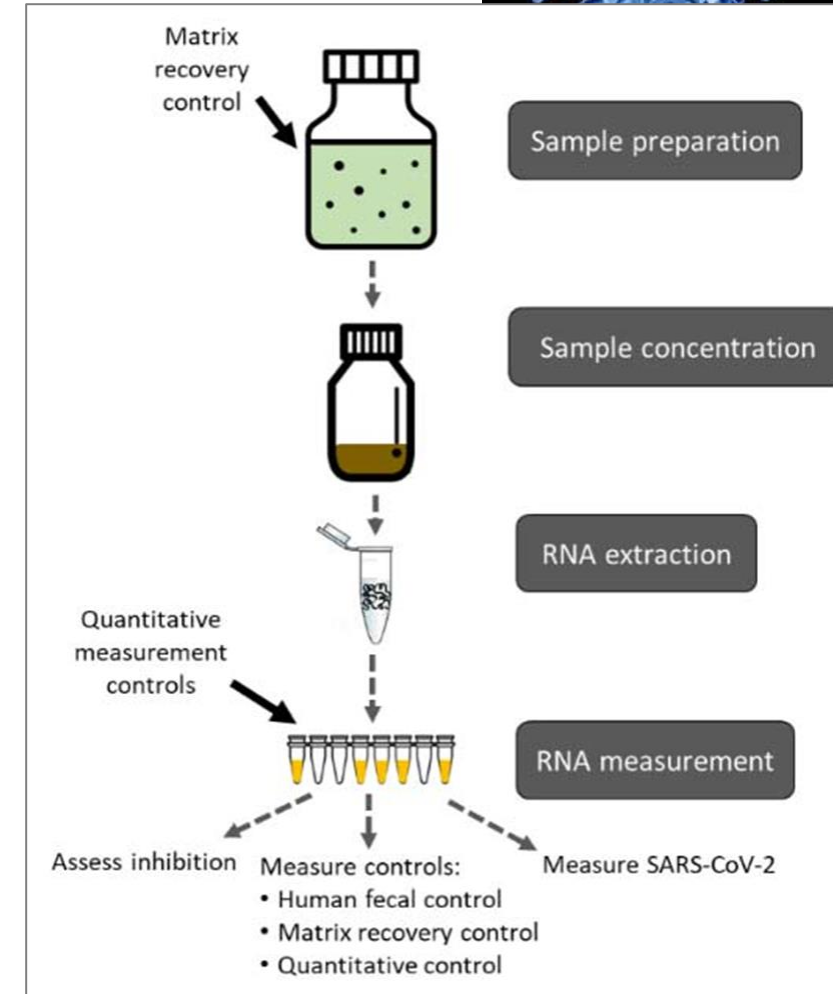 Matrix
recovery
control
Sample preparation
Sample concentration
RNA extraction
Quantitative
measurement
controls
RNA measurement
Assess inhibition
Measure controls:
• Human fecal control
• Matrix recovery control
• Quantitative control
Measure SARS-CoV-2